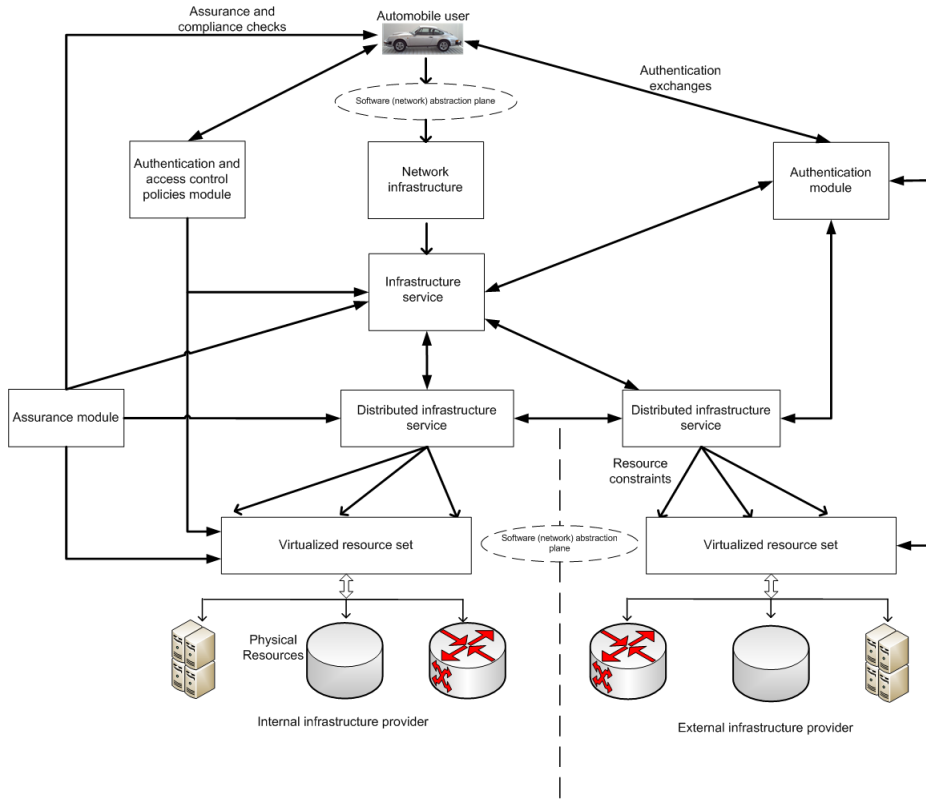 Assurance and
compliance checks
Automobile user
Software (network) abstraction plane
Authentication
exchanges
Authentication and
access control
policies module
Network
infrastructure
Authentication
module
Infrastructure
service
Assurance module
Distributed infrastructure
service
Distributed infrastructure
service
Resource
constraints
Virtualized resource set
Software (network) abstraction
plane
Virtualized resource set
Physical
Resources
Internal infrastructure provider
External infrastructure provider